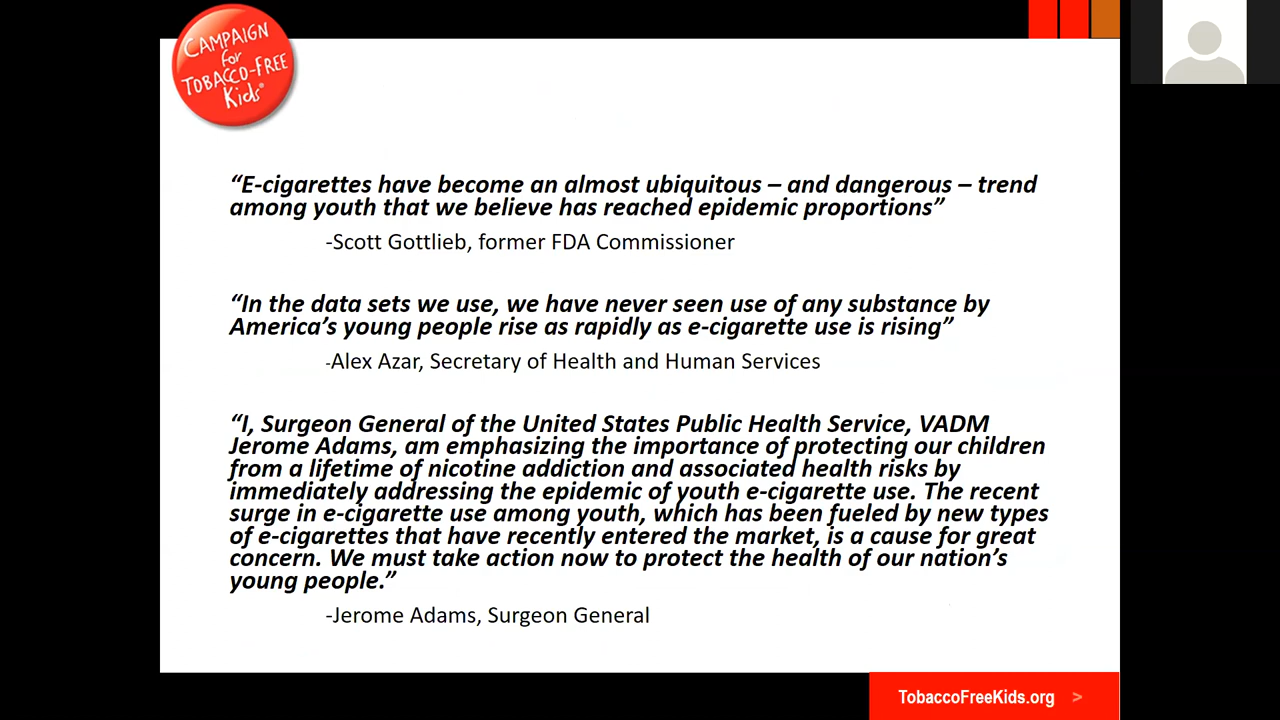 CAMPAIGN
for
TOBACCO-FREE
Kids®
“E-cigarettes have become an almost ubiquitous – and dangerous – trend
among youth that we believe has reached epidemic proportions”
-Scott Gottlieb, former FDA Commissioner
“In the data sets we use, we have never seen use of any substance by
America’s young people rise as rapidly as e-cigarette use is rising”
-Alex Azar, Secretary of Health and Human Services
“I, Surgeon General of the United States Public Health Service, VADM
Jerome Adams, am emphasizing the importance of protecting our children
from a lifetime of nicotine addiction and associated health risks by
immediately addressing the epidemic of youth e-cigarette use. The recent
surge in e-cigarette use among youth, which has been fueled by new types
of e-cigarettes that have recently entered the market, is a cause for great
concern. We must take action now to protect the health of our nation’s
young people.”
-Jerome Adams, Surgeon General
TobaccoFreeKids.org >